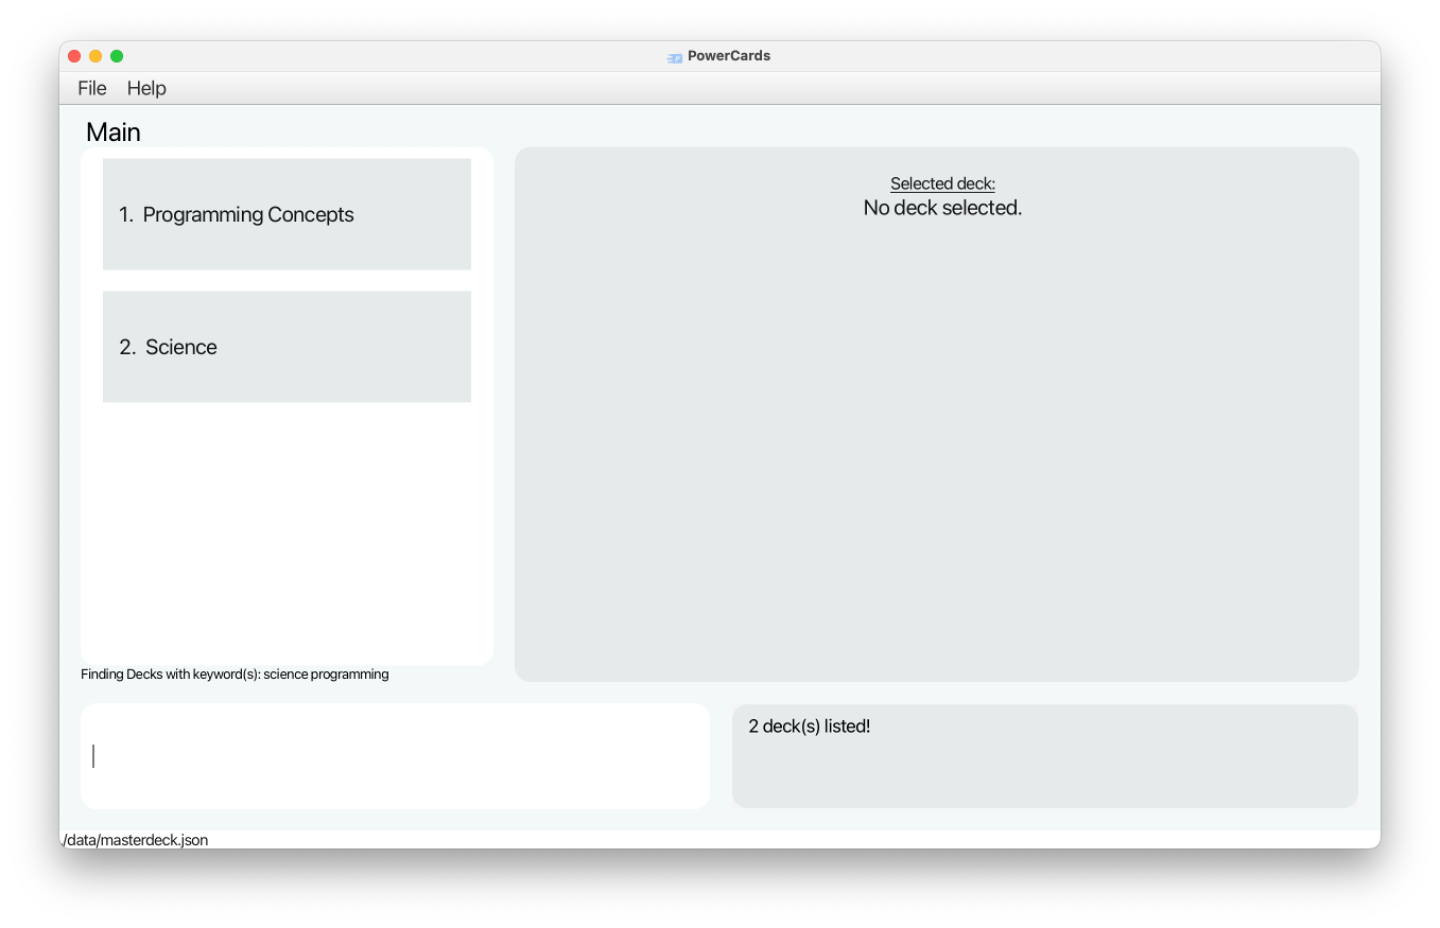 PowerCards
File Help
Main
1. Programming Concepts
2. Science
Selected deck:
No deck selected.
Finding Decks with keyword(s): science programming
2 deck(s) listed!
./data/masterdeck.json